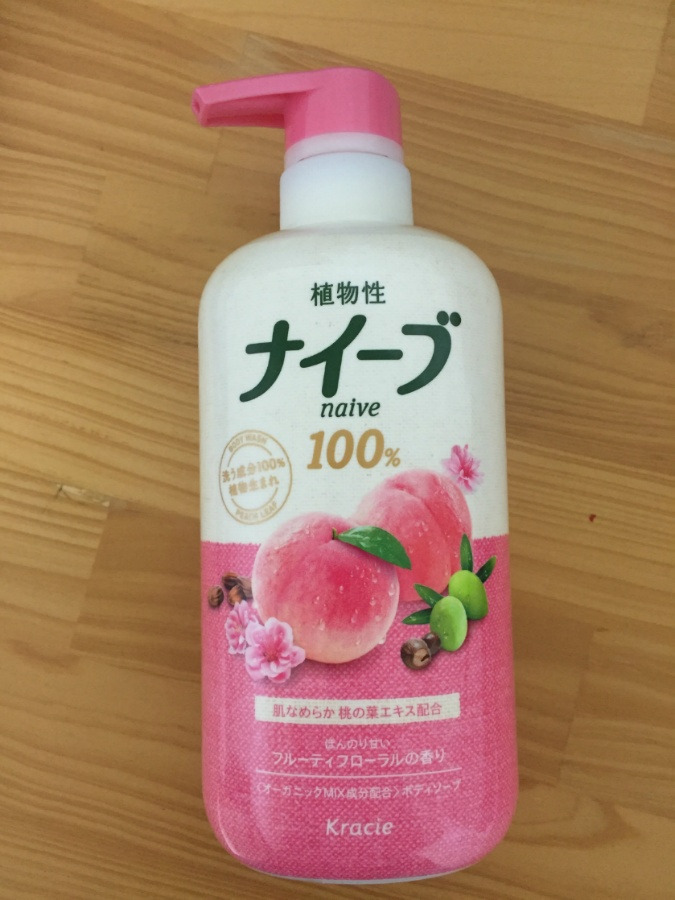 植物性
ナイーブ
naive
100%
BODY WASH
洗う成分100%
植物生まれ
PEACH LEAF
肌なめらか 桃の葉エキス配合
ほんのり甘い
フルーティフローラルの香り
〈オーガニックMIX成分配合〉ボディソープ
Kracie